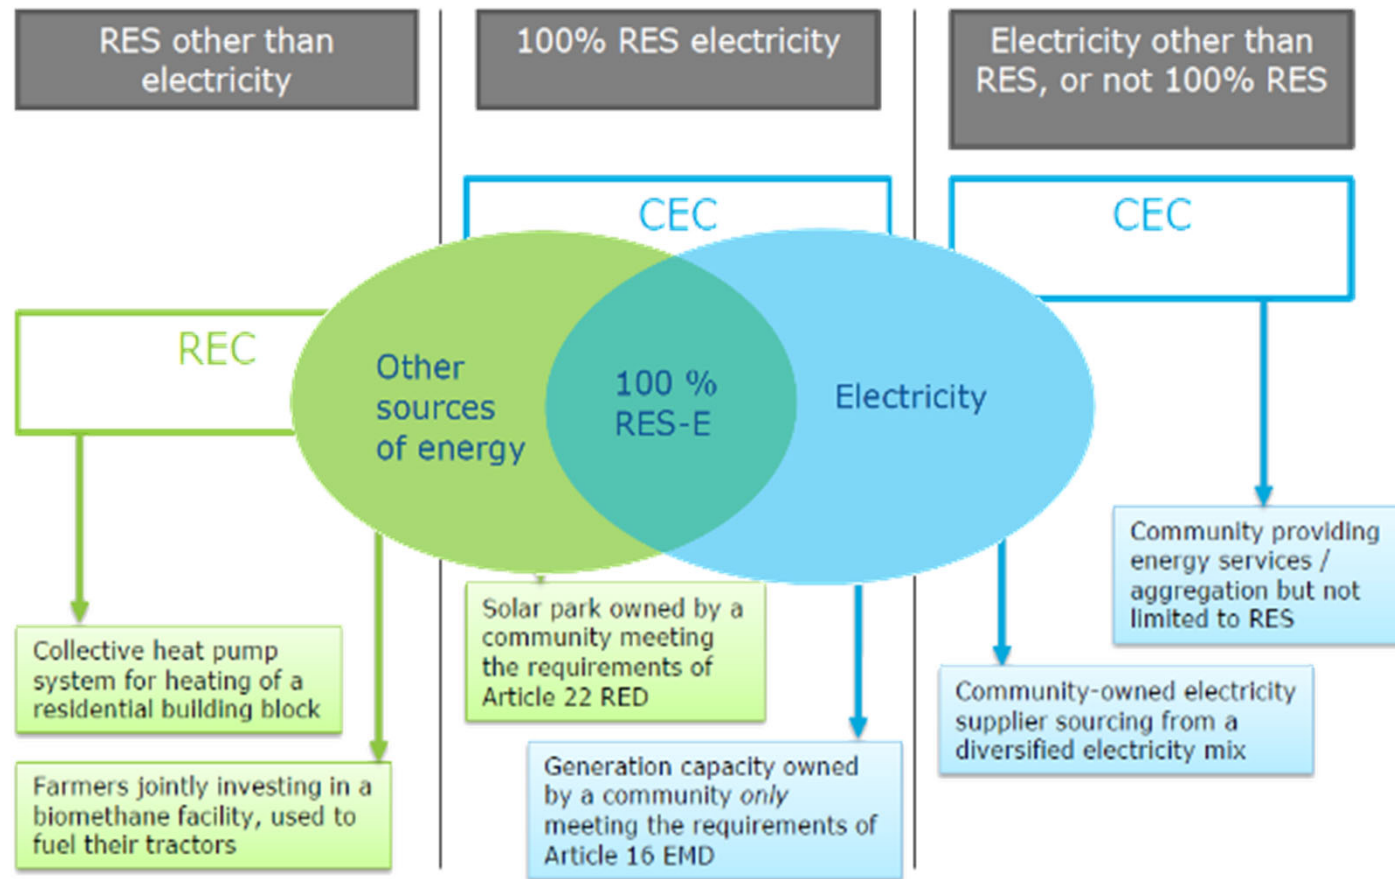 RES other than
electricity
100% RES electricity
Electricity other than
RES, or not 100% RES
CEC
CEC
REC
Other
sources
of energy
100 %
RES-E
Electricity
Community providing
energy services /
aggregation but not
limited to RES
Solar park owned by a
community meeting
the requirements of
Article 22 RED
Collective heat pump
system for heating of a
residential building block
Community-owned electricity
supplier sourcing from a
diversified electricity mix
Farmers jointly investing in a
biomethane facility, used to
fuel their tractors
Generation capacity owned
by a community only
meeting the requirements of
Article 16 EMD